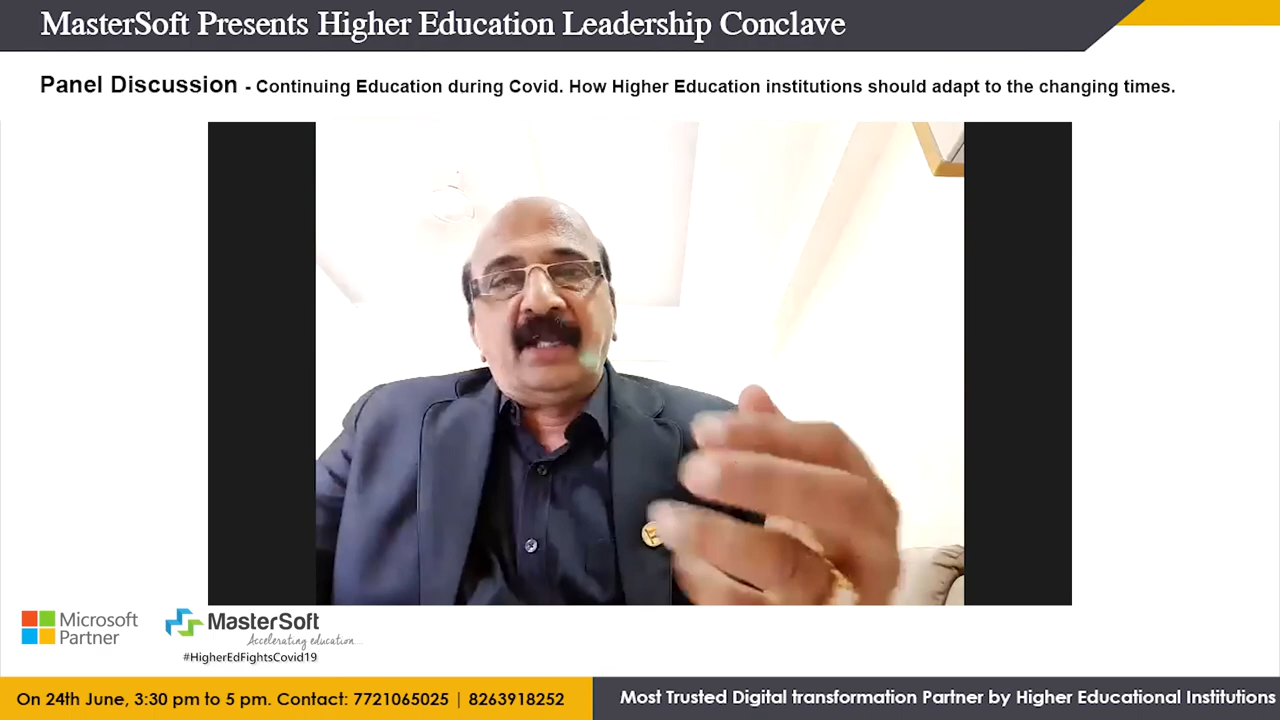 MasterSoft Presents Higher Education Leadership Conclave
Panel Discussion - Continuing Education during Covid. How Higher Education institutions should adapt to the changing times.
Microsoft
Partner
MasterSoft
Accelerating education...
#HigherEdFightsCovid19
On 24th June, 3:30 pm to 5 pm. Contact: 7721065025 | 8263918252
Most Trusted Digital transformation Partner by Higher Educational Institutions